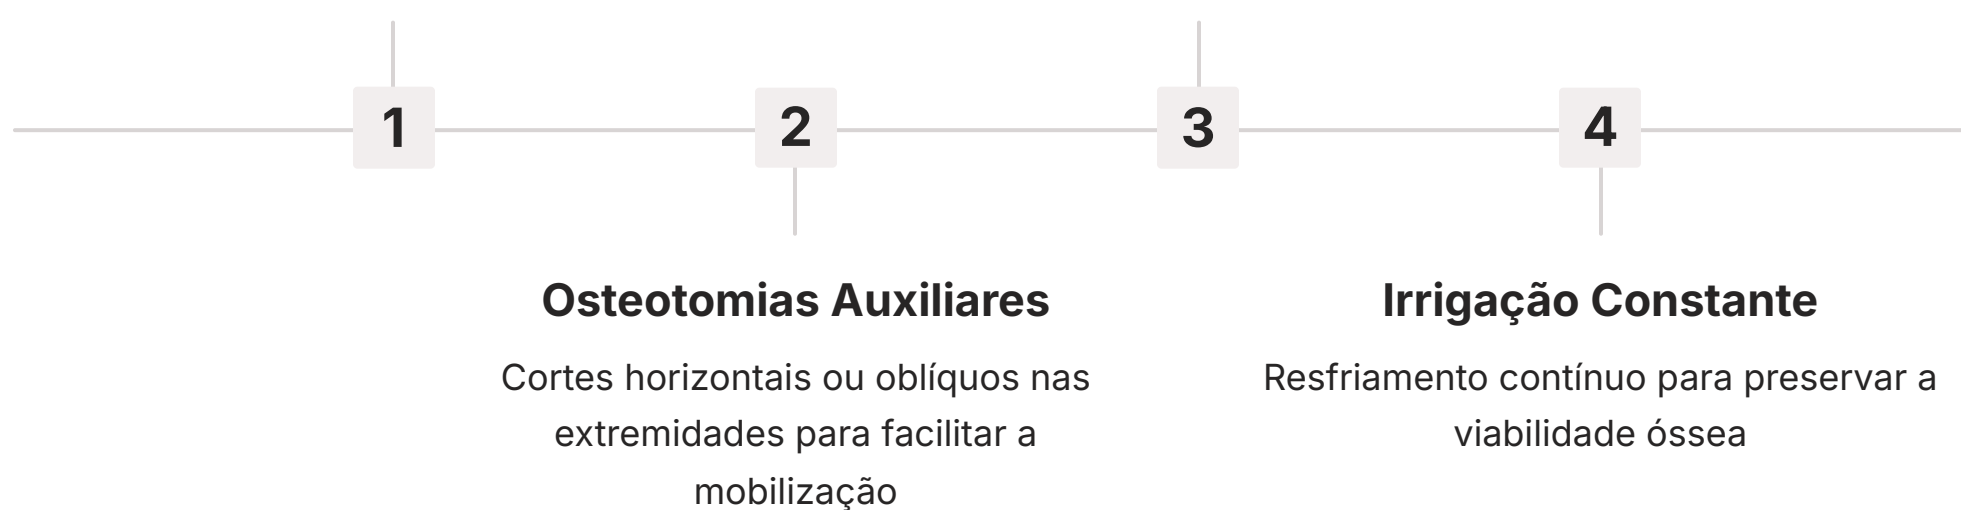 1
2
3
4
Osteotomias Auxiliares
Cortes horizontais ou oblíquos nas
extremidades para facilitar a
mobilização
Irrigação Constante
Resfriamento contínuo para preservar a
viabilidade óssea